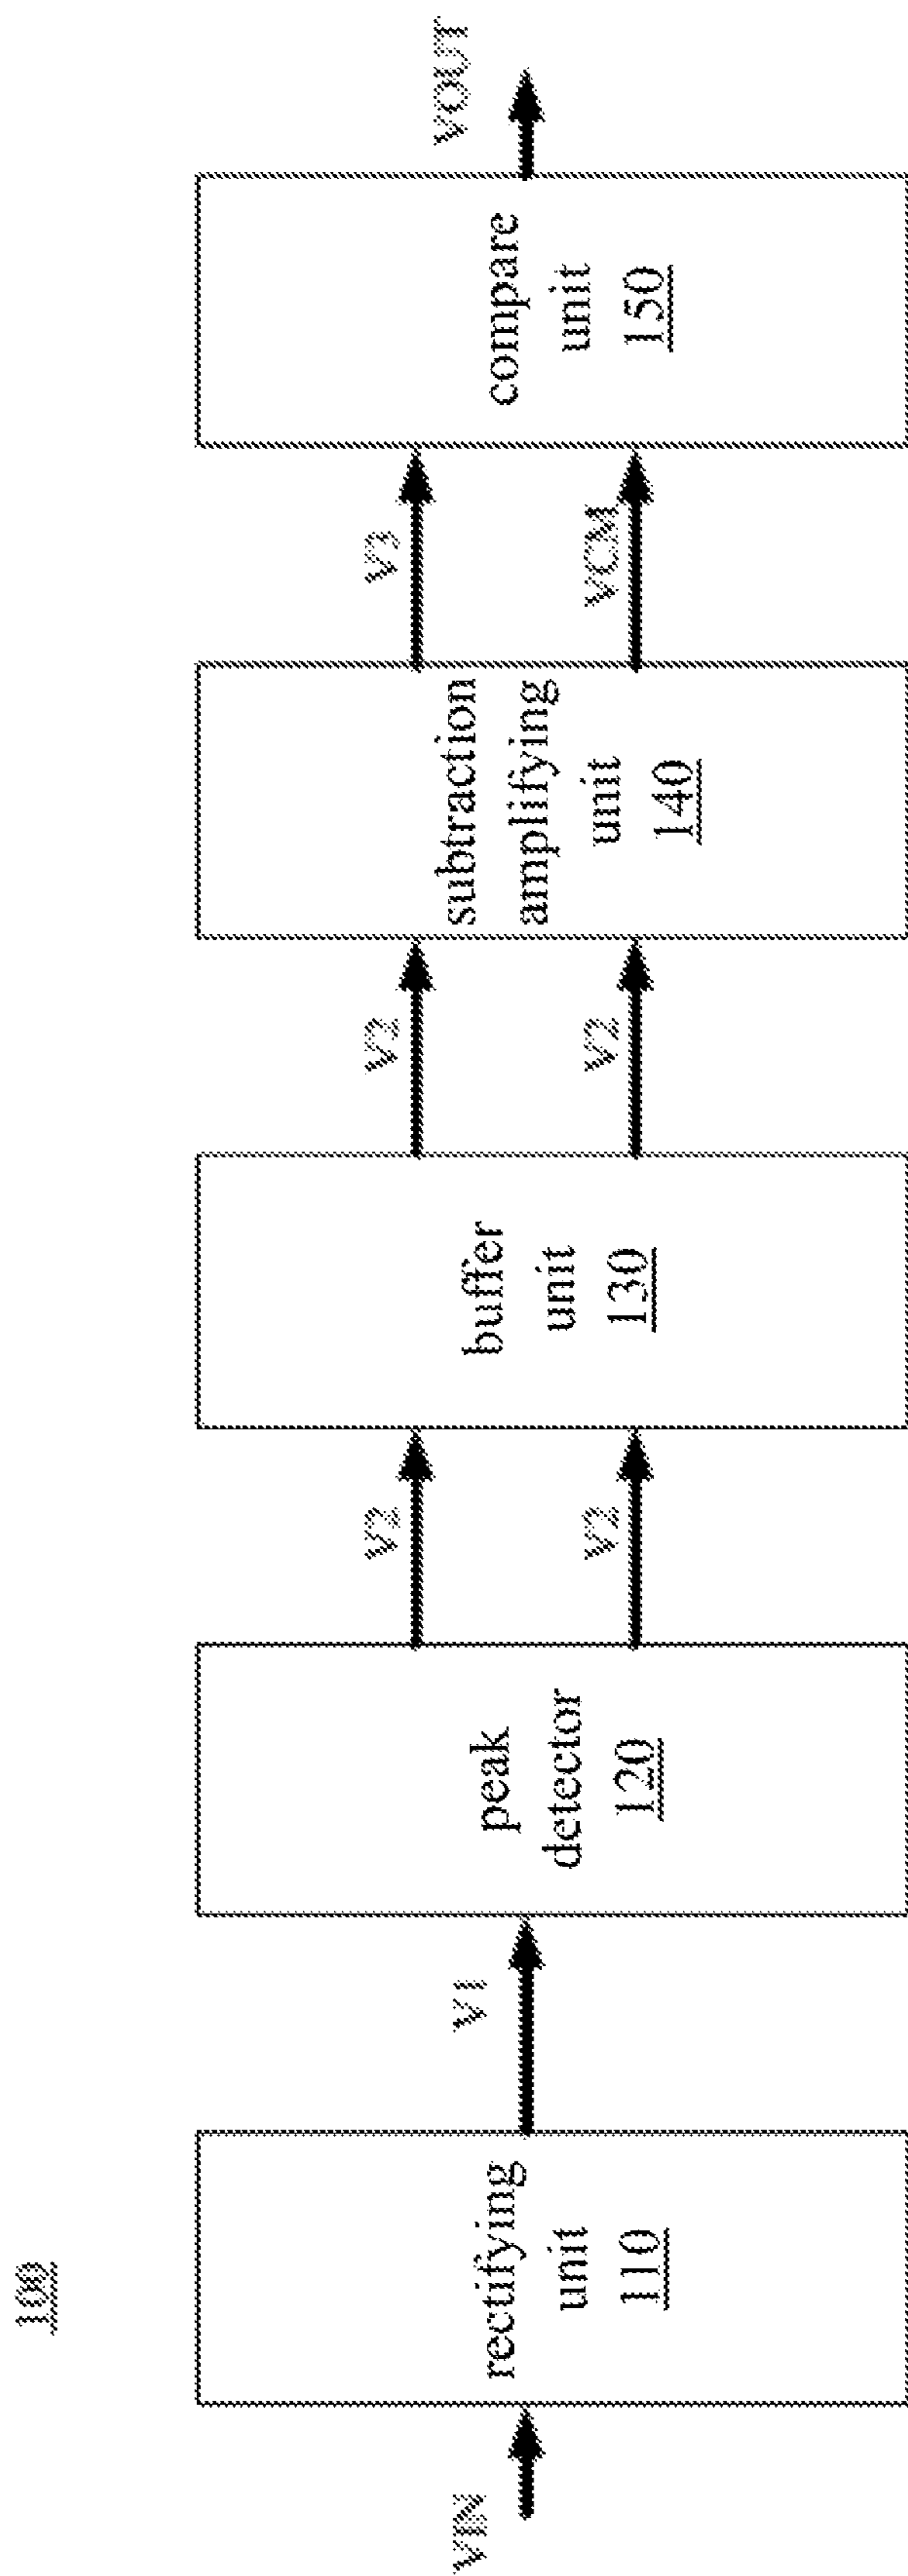 100
VIN
rectifying
unit
110
V1
peak
detector
120
V2
V2
buffer
unit
130
V2
V2
subtraction
amplifying
unit
140
V3
VCM
compare
unit
150
VOUT